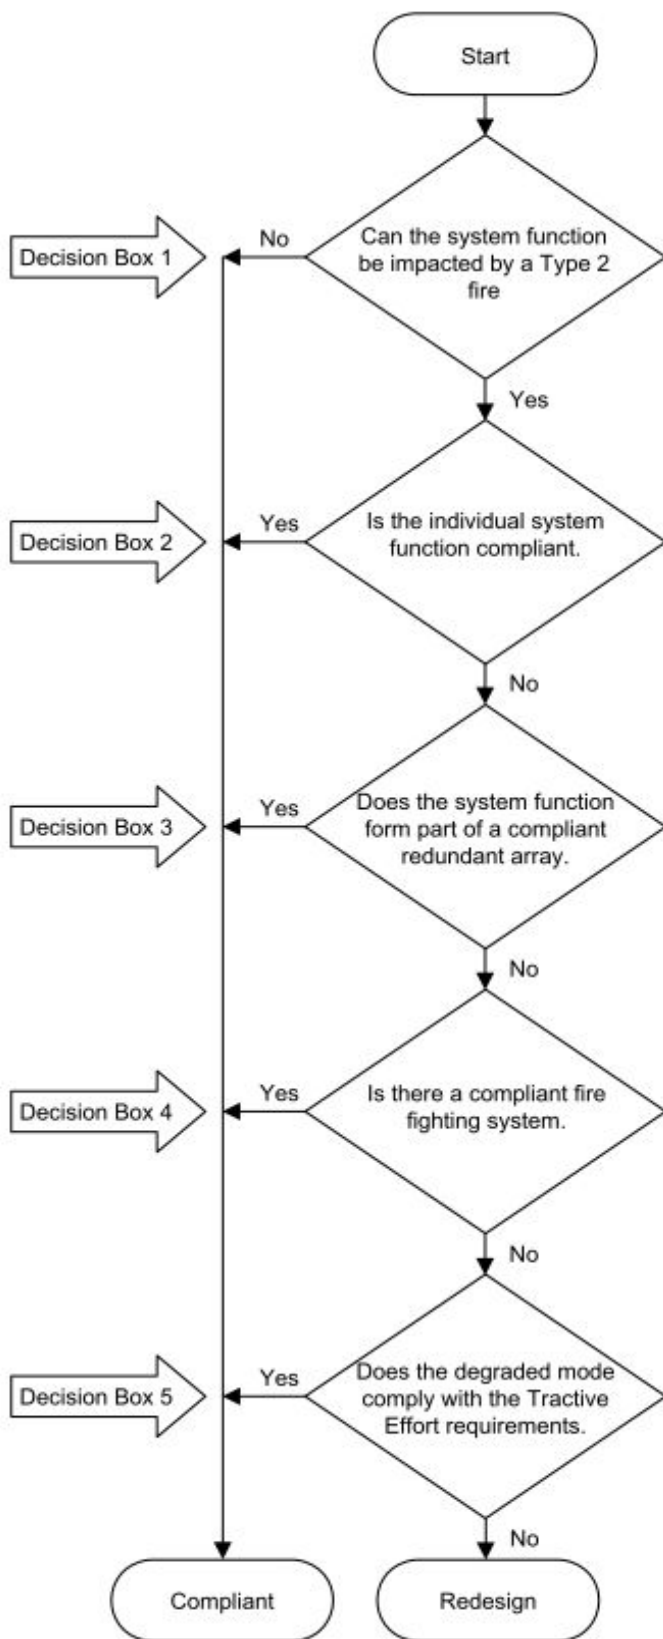 Start
Decision Box 1
No
Can the system function
be impacted by a Type 2
fire
Yes
Decision Box 2
Yes
Is the individual system
function compliant.
No
Decision Box 3
Yes
Does the system function
form part of a compliant
redundant array.
No
Decision Box 4
Yes
Is there a compliant fire
fighting system.
No
Decision Box 5
Yes
Does the degraded mode
comply with the Tractive
Effort requirements.
No
Compliant
Redesign